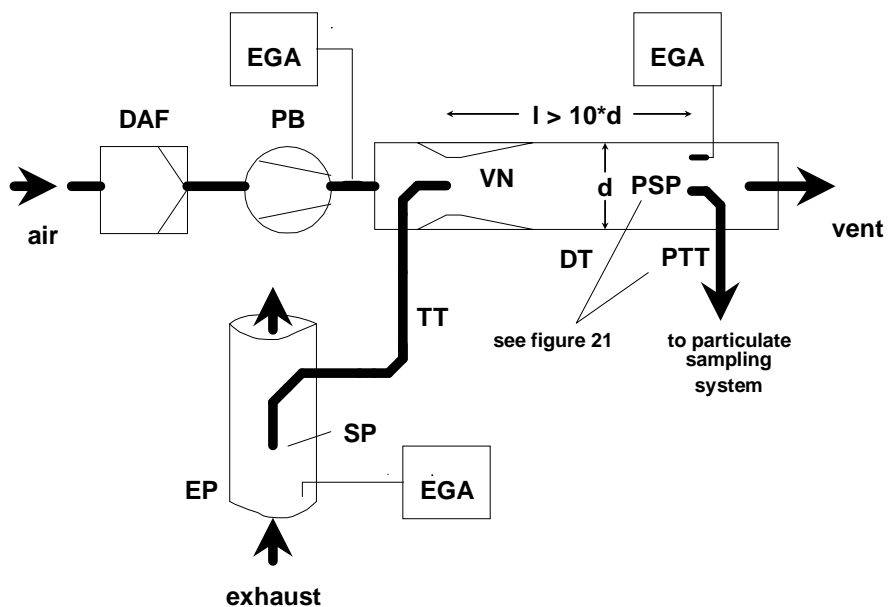 EGA
EGA
l > 10*d
DAF
PB
VN
d
PSP
air
vent
DT
PTT
TT
see figure 21
to particulate
sampling
system
SP
EP
EGA
exhaust